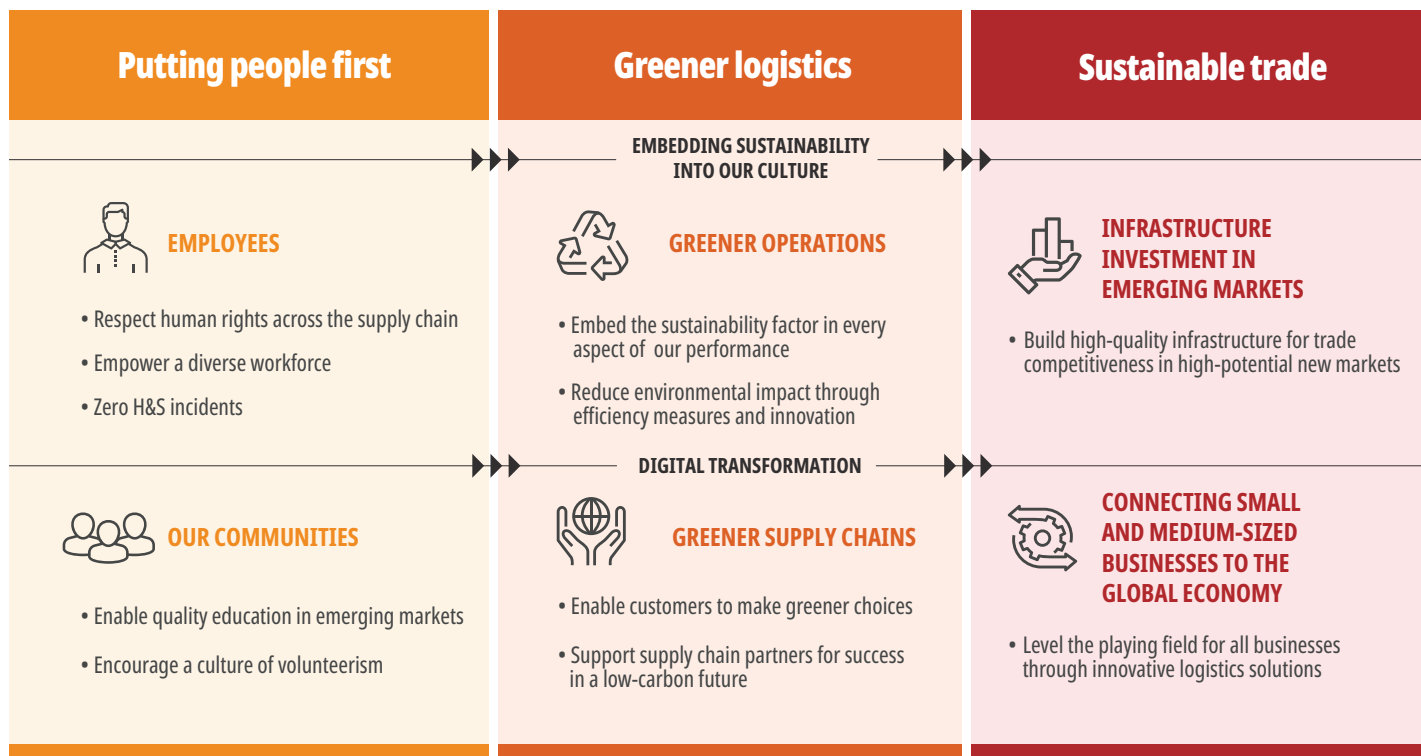 Putting people first
Greener logistics
Sustainable trade
EMBEDDING SUSTAINABILITY
INTO OUR CULTURE
EMPLOYEES
• Respect human rights across the supply chain
• Empower a diverse workforce
• Zero H&S incidents
GREENER OPERATIONS
• Embed the sustainability factor in every
aspect of our performance
• Reduce environmental impact through
efficiency measures and innovation
INFRASTRUCTURE
INVESTMENT IN
EMERGING MARKETS
• Build high-quality infrastructure for trade
competitiveness in high-potential new markets
DIGITAL TRANSFORMATION
OUR COMMUNITIES
• Enable quality education in emerging markets
• Encourage a culture of volunteerism
GREENER SUPPLY CHAINS
• Enable customers to make greener choices
• Support supply chain partners for success
in a low-carbon future
CONNECTING SMALL
AND MEDIUM-SIZED
BUSINESSES TO THE
GLOBAL ECONOMY
• Level the playing field for all businesses
through innovative logistics solutions